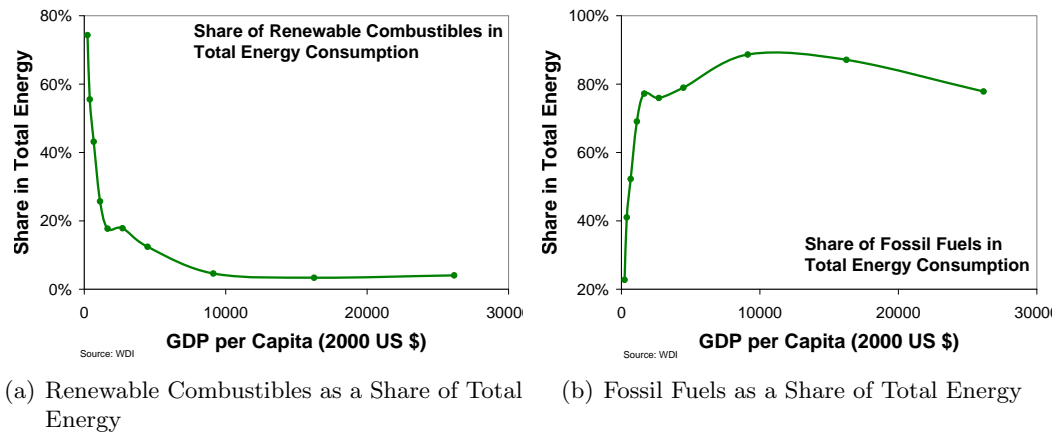 Share of Renewable Combustibles in
Total Energy Consumption
Share in Total Energy
80%
60%
40%
20%
0%
0
10000
20000
30000
GDP per Capita (2000 US $)
Source: WDI
(a) Renewable Combustibles as a Share of Total
Energy
Share in Total Energy
100%
80%
60%
40%
20%
Share of Fossil Fuels in
Total Energy Consumption
0
10000
20000
30000
GDP per Capita (2000 US $)
Source: WDI
(b) Fossil Fuels as a Share of Total Energy